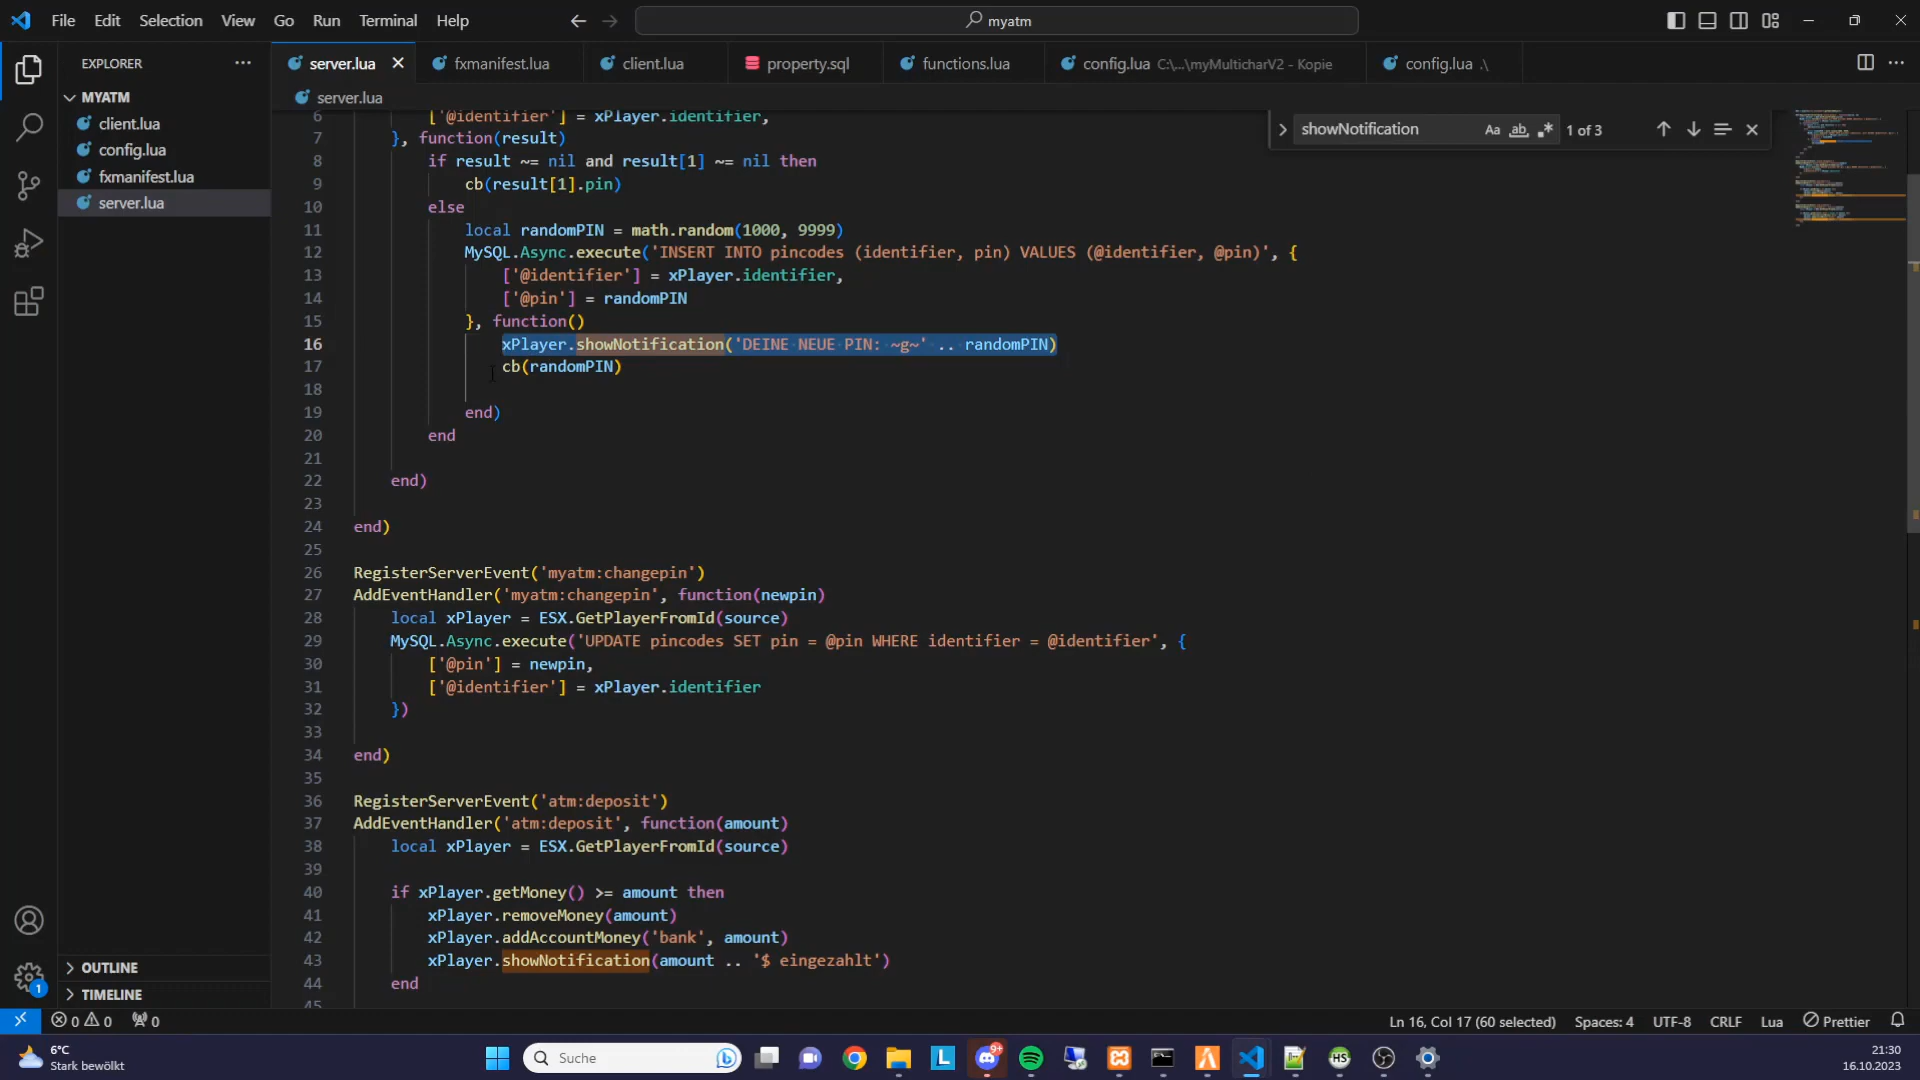 File Edit Selection View Go Run Terminal Help
myatm
EXPLORER
server.lua
fxmanifest.lua
client.lua
property.sql
functions.lua
config.lua C:\...\myMulticharV2 - Kopie
config.lua .\
MYATM
client.lua
config.lua
fxmanifest.lua
server.lua
server.lua
showNotification
Aa ab 1 of 3
6 ['@identifier'] = xPlayer.identifier,
7 }, function(result)
8 if result ~= nil and result[1] ~= nil then
9 cb(result[1].pin)
10 else
11 local randomPIN = math.random(1000, 9999)
12 MySQL.Async.execute('INSERT INTO pincodes (identifier, pin) VALUES (@identifier, @pin)', {
13 ['@identifier'] = xPlayer.identifier,
14 ['@pin'] = randomPIN
15 }, function()
16 xPlayer.showNotification('DEINE NEUE PIN: ~g~' .. randomPIN)
17 cb(randomPIN)
18
19 end)
20 end
21
22 end)
23
24 end)
25
26 RegisterServerEvent('myatm:changepin')
27 AddEventHandler('myatm:changepin', function(newpin)
28 local xPlayer = ESX.GetPlayerFromId(source)
29 MySQL.Async.execute('UPDATE pincodes SET pin = @pin WHERE identifier = @identifier', {
30 ['@pin'] = newpin,
31 ['@identifier'] = xPlayer.identifier
32 })
33
34 end)
35
36 RegisterServerEvent('atm:deposit')
37 AddEventHandler('atm:deposit', function(amount)
38 local xPlayer = ESX.GetPlayerFromId(source)
39
40 if xPlayer.getMoney() >= amount then
41 xPlayer.removeMoney(amount)
42 xPlayer.addAccountMoney('bank', amount)
43 xPlayer.showNotification(amount .. '$ eingezahlt')
44 end
45
OUTLINE
TIMELINE
1
0 0 0
Ln 16, Col 17 (60 selected) Spaces: 4 UTF-8 CRLF Lua Prettier
6°C
Stark bewölkt
Suche
L
9+
HS
21:30
16.10.2023